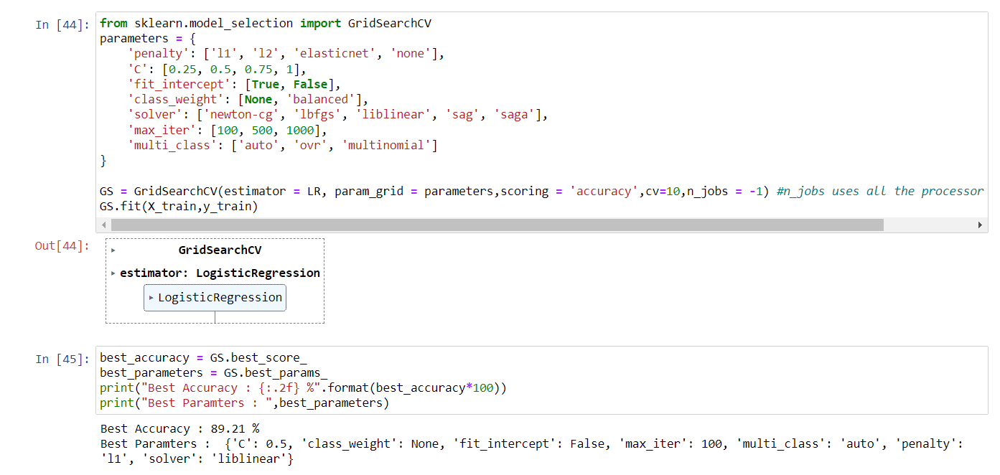 In [44]: from sklearn.model_selection import GridSearchCV
parameters = {
    'penalty': ['l1', 'l2', 'elasticnet', 'none'],
    'C': [0.25, 0.5, 0.75, 1],
    'fit_intercept': [True, False],
    'class_weight': [None, 'balanced'],
    'solver': ['newton-cg', 'lbfgs', 'liblinear', 'sag', 'saga'],
    'max_iter': [100, 500, 1000],
    'multi_class': ['auto', 'ovr', 'multinomial']
}
GS = GridSearchCV(estimator = LR, param_grid = parameters,scoring = 'accuracy',cv=10,n_jobs = -1) #n_jobs uses all the processor
GS.fit(X_train,y_train)
Out[44]: GridSearchCV
estimator: LogisticRegression
LogisticRegression
In [45]: best_accuracy = GS.best_score_
best_parameters = GS.best_params_
print("Best Accuracy : {:.2f} %".format(best_accuracy*100))
print("Best Paramters : ",best_parameters)
Best Accuracy : 89.21 %
Best Paramters :  {'C': 0.5, 'class_weight': None, 'fit_intercept': False, 'max_iter': 100, 'multi_class': 'auto', 'penalty':
'l1', 'solver': 'liblinear'}